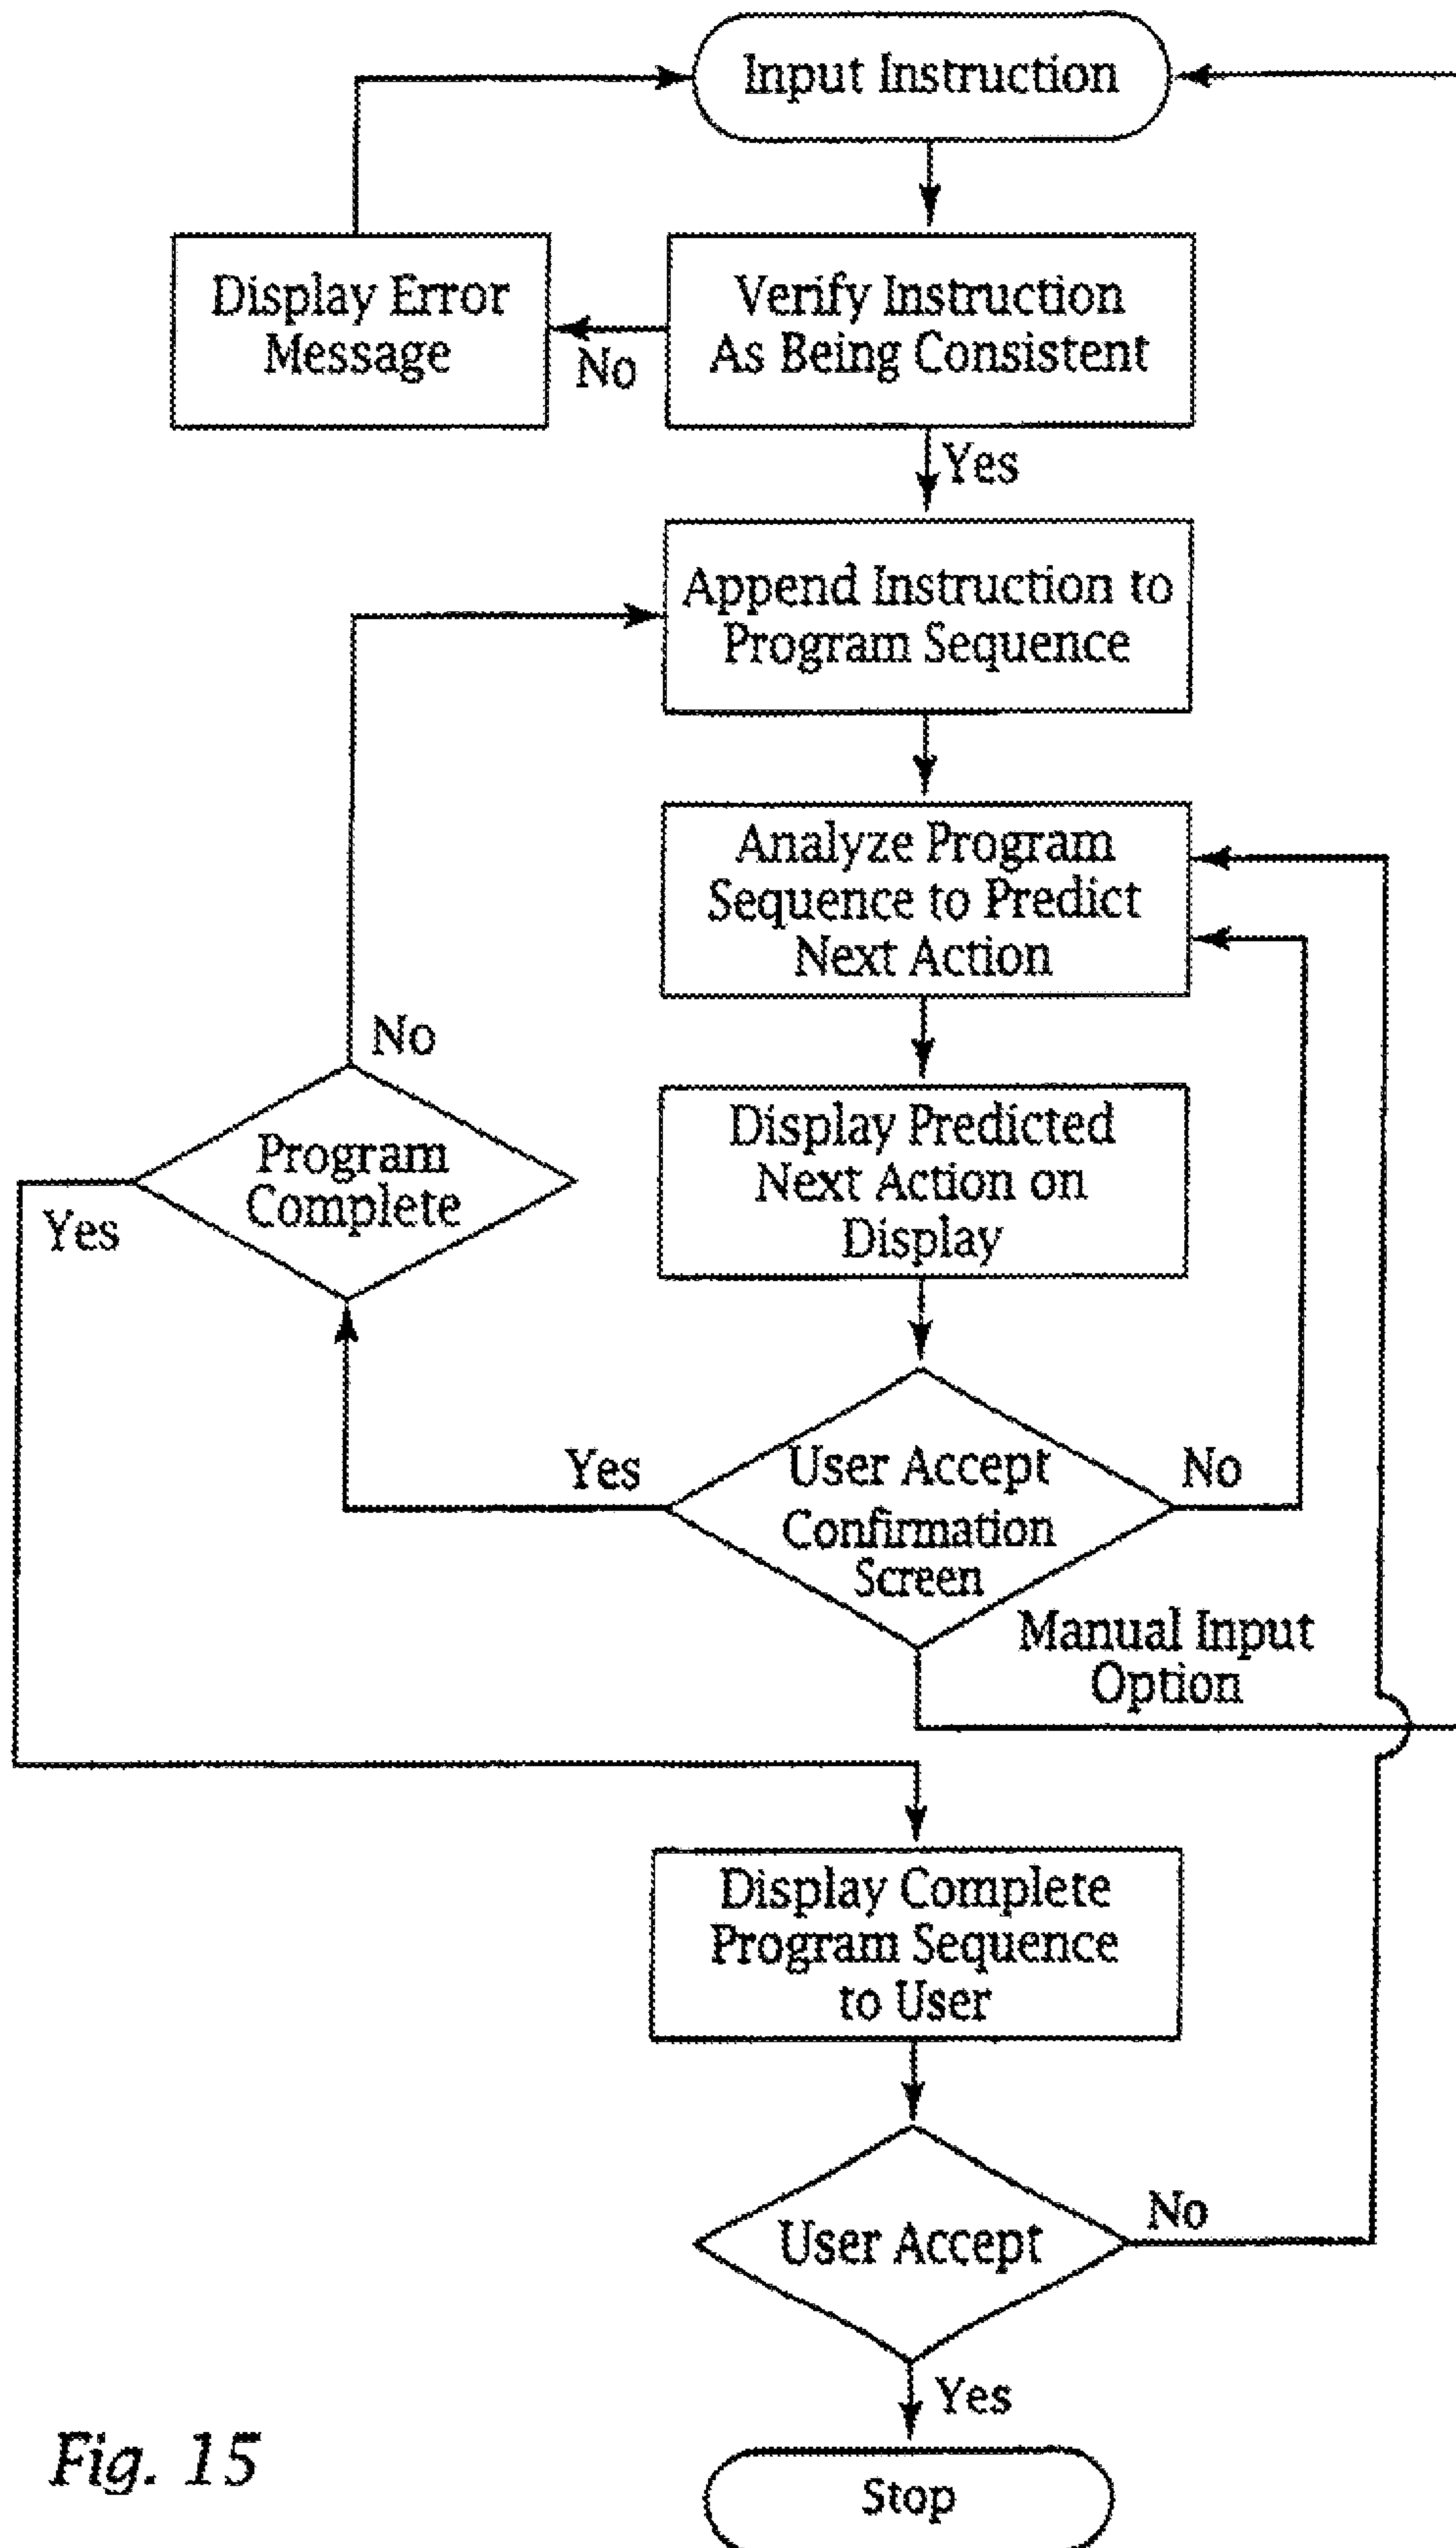 Input Instruction
Display Error
Message
No
Verify Instruction
As Being Consistent
Yes
Append Instruction to
Program Sequence
Analyze Program
Sequence to Predict
Next Action
No
Program
Complete
Yes
Display Predicted
Next Action on
Display
Yes
User Accept
Confirmation
Screen
No
Manual Input
Option
Display Complete
Program Sequence
to User
User Accept
No
Yes
Stop
Fig. 15